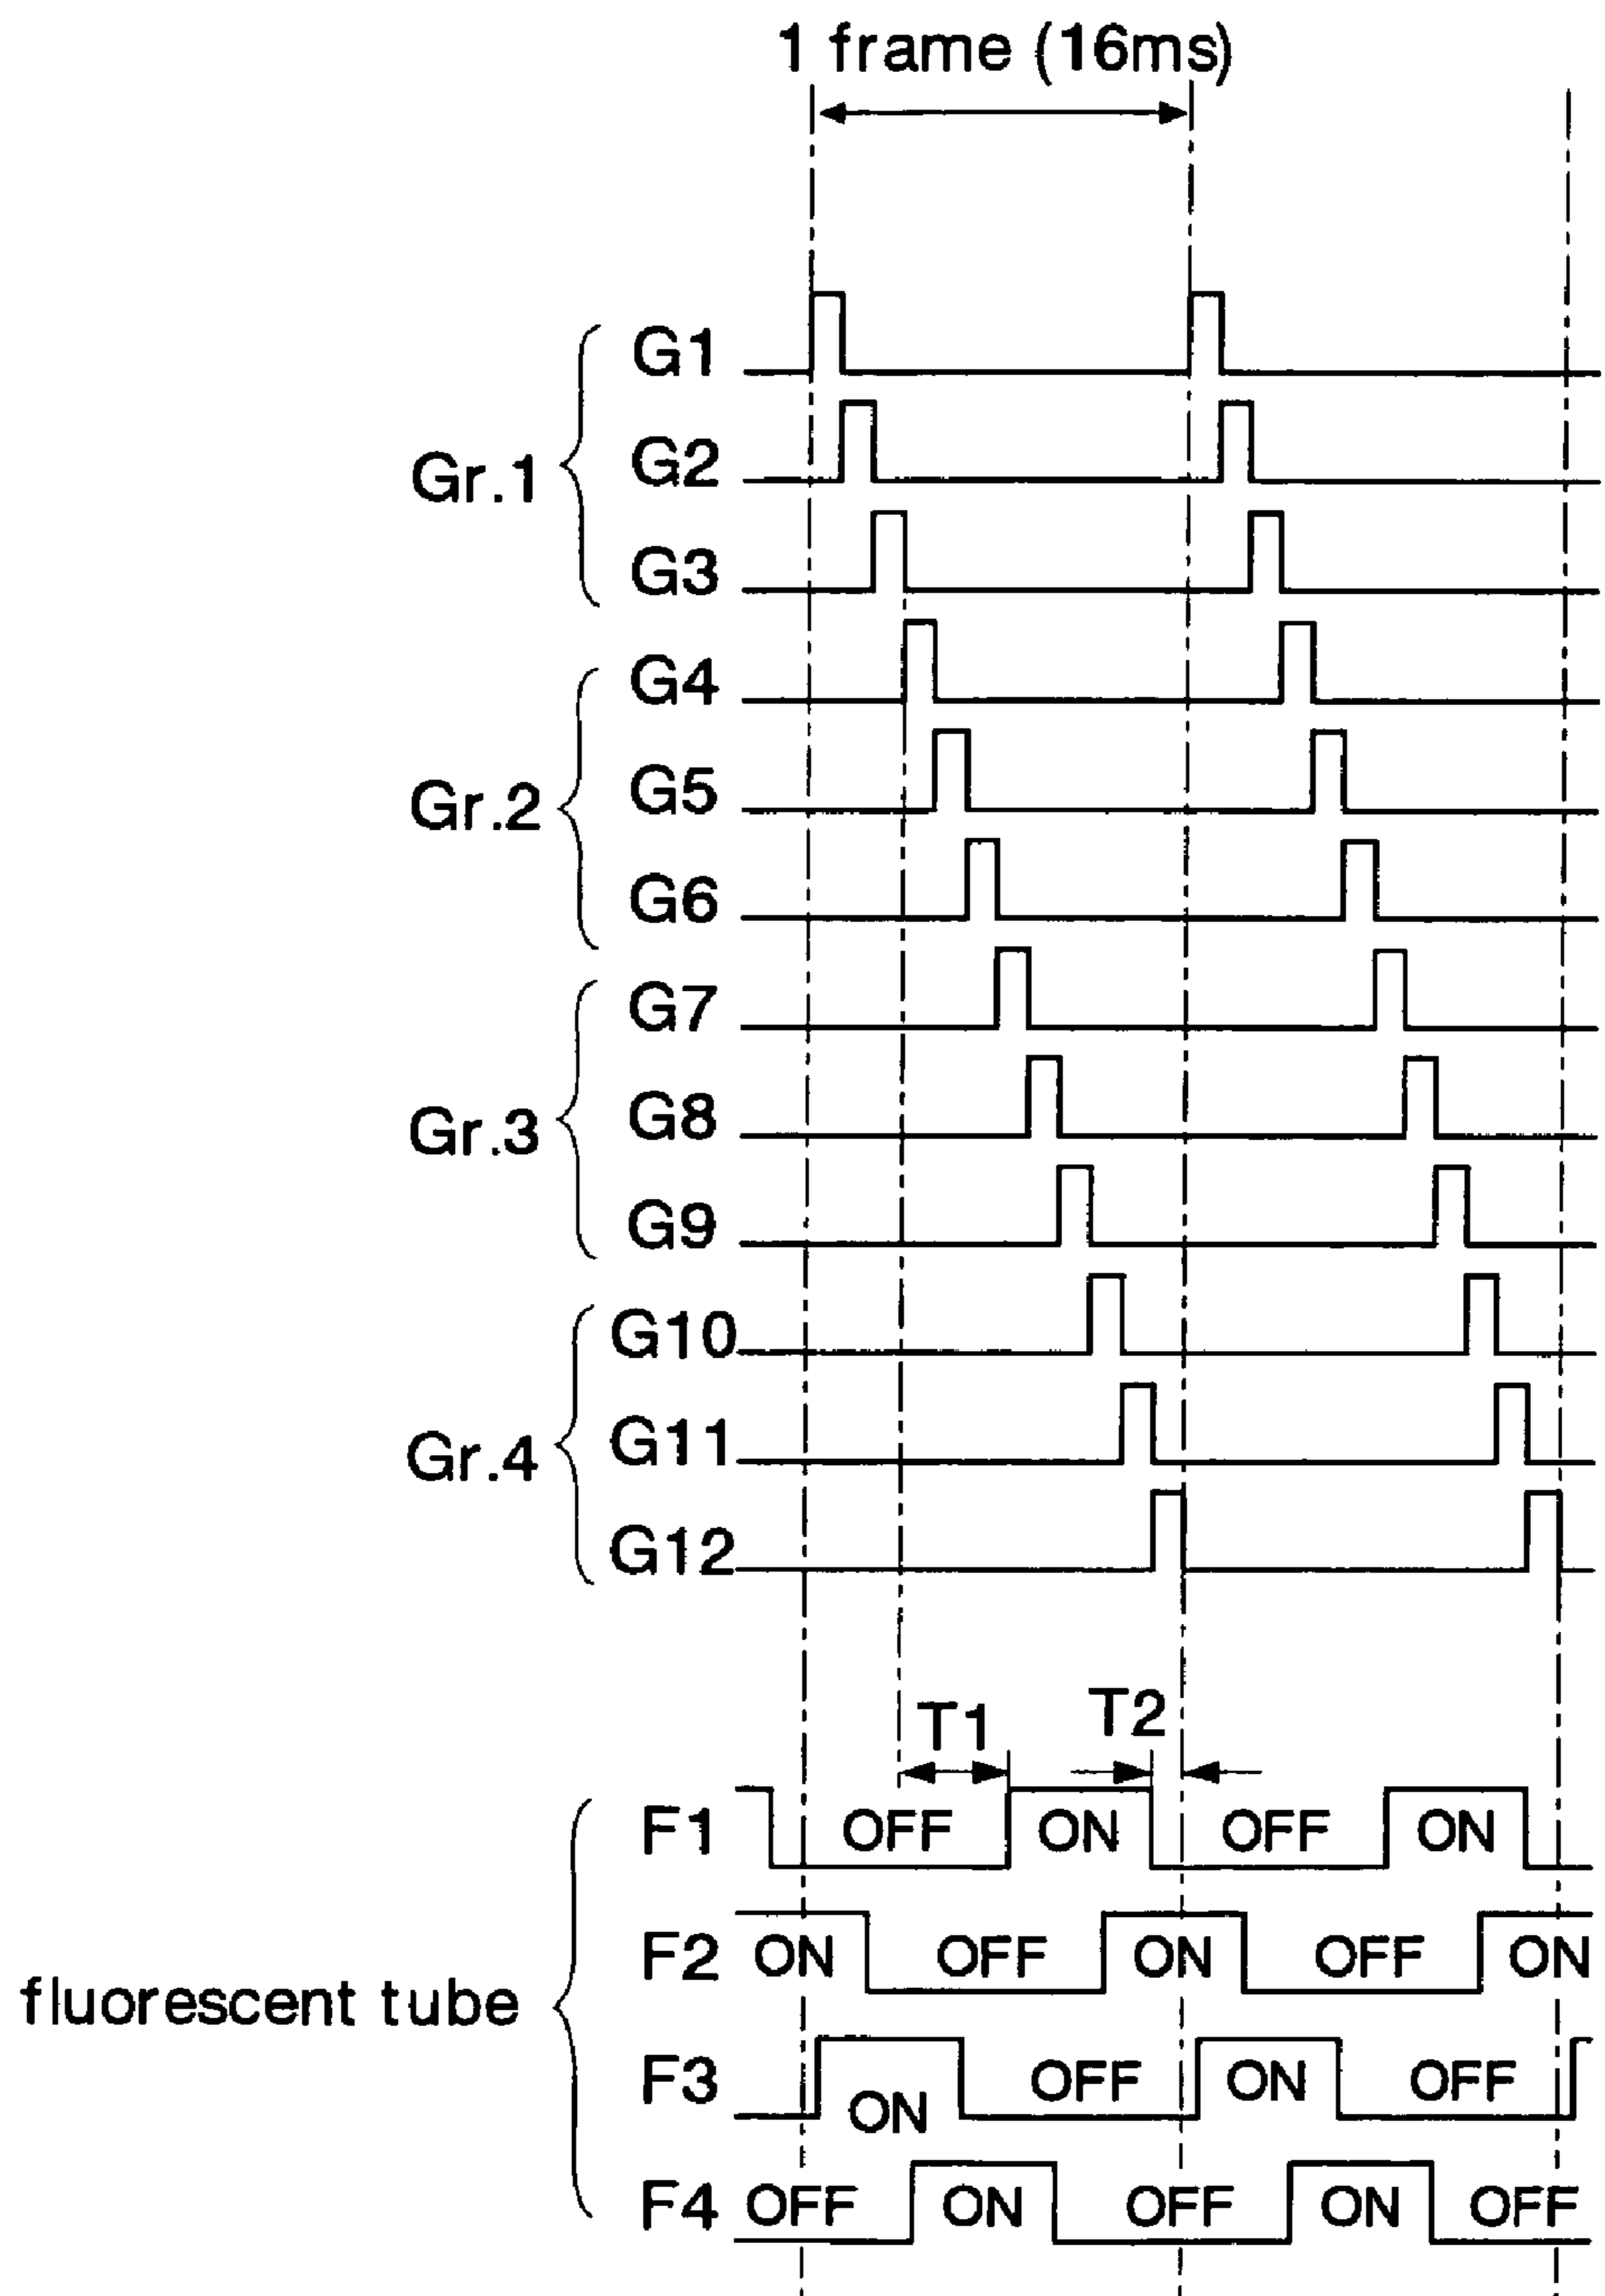 1 frame (16ms)
G1
Gr.1
G2
G3
G4
Gr.2
G5
G6
G7
Gr.3
G8
G9
G10
Gr.4
G11
G12
T1
T2
F1
OFF
ON
OFF
ON
F2
ON
OFF
ON
OFF
ON
fluorescent tube
F3
ON
OFF
ON
OFF
F4
OFF
ON
OFF
ON
OFF